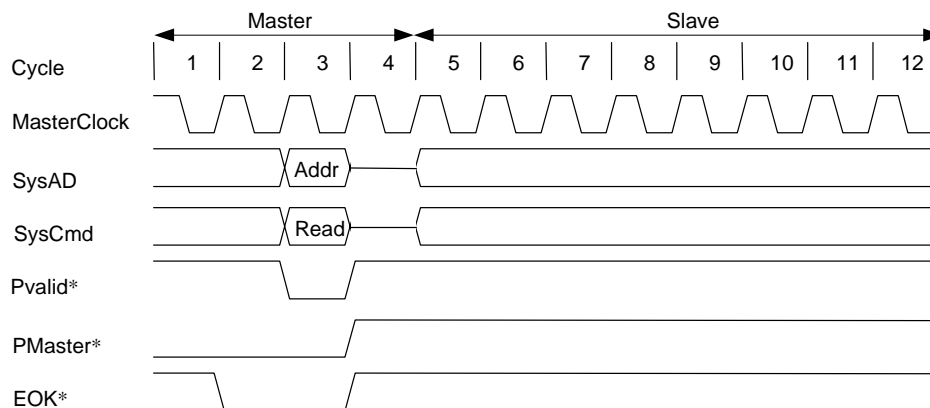 Master Slave
Cycle 1 2 3 4 5 6 7 8 9 10 11 12
MasterClock
SysAD Addr
SysCmd Read
Pvalid*
PMaster*
EOK*